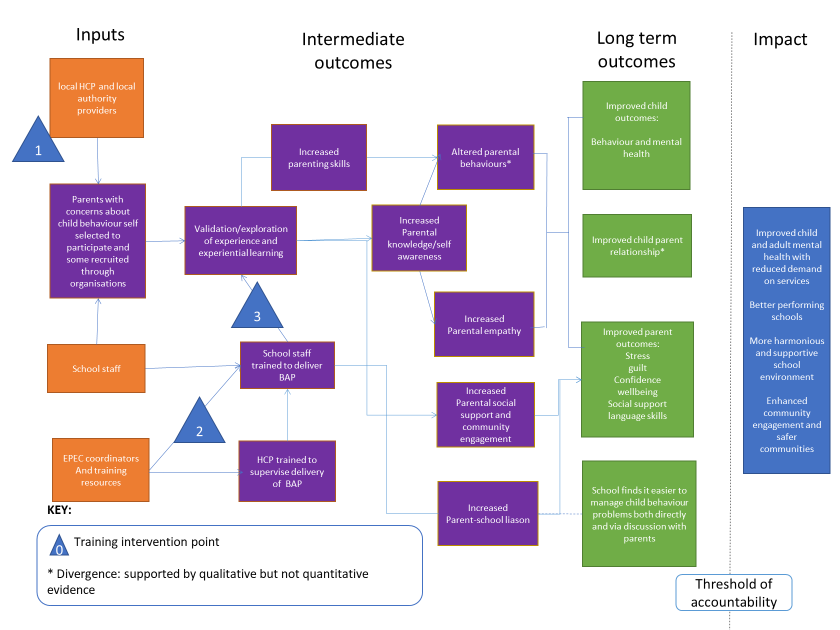 Inputs
Intermediate
outcomes
Long term
outcomes
Impact
local HCP and local
authority
providers
1
Parents with
concerns about
child behaviour self
selected to
participate and
some recruited
through
organisations
School staff
EPEC coordinators
And training
resources
2
3
Increased
parenting skills
Validation/exploration
of experience and
experiential learning
School staff
trained to deliver
BAP
HCP trained to
supervise delivery
of BAP
Altered parental
behaviours*
Increased
Parental
knowledge/self
awareness
Increased
Parental empathy
Increased
Parental social
support and
community
engagement
Increased
Parent-school liason
Improved child
outcomes:
Behaviour and mental
health
Improved child parent
relationship*
Improved parent
outcomes:
Stress
guilt
Confidence
wellbeing
Social support
language skills
School finds it easier to
manage child behaviour
problems both directly
and via discussion with
parents
Improved child
and adult mental
health with
reduced demand
on services
Better performing
schools
More harmonious
and supportive
school
environment
Enhanced
community
engagement and
safer
communities
KEY:
0
Training intervention point
* Divergence: supported by qualitative but not quantitative
evidence
Threshold of
accountability